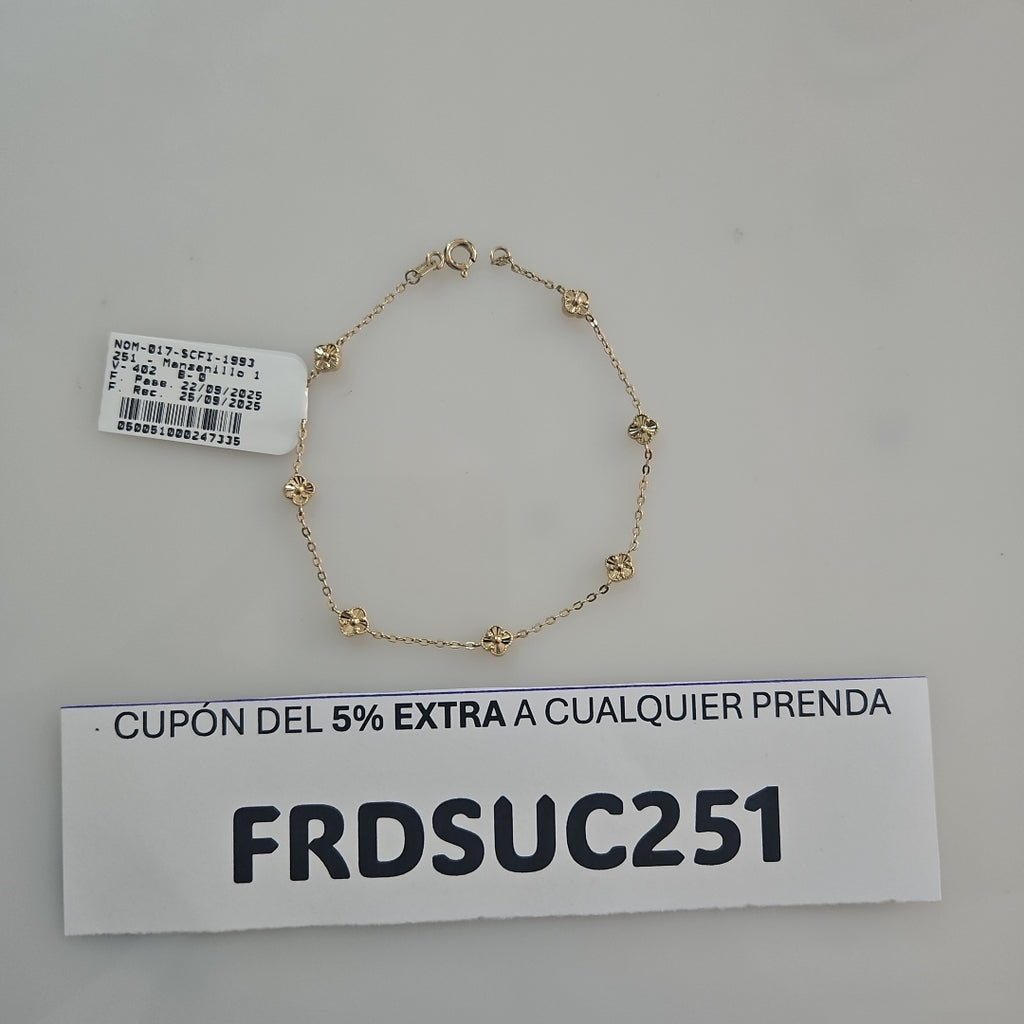 NOM-017-SCFI-1993
251 - Manzanillo 1
V- 402 B-0
F. Pase. 22/09/2025
F. Rec. 25/09/2025
050051000247335
CUPÓN DEL 5% EXTRA A CUALQUIER PRENDA
FRDSUC251